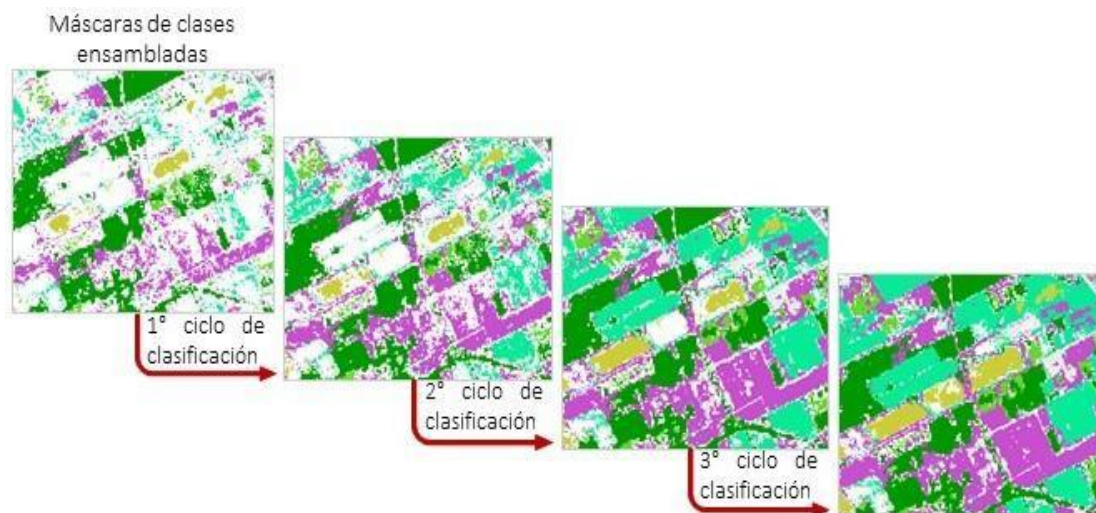 Máscaras de clases
ensambladas
1° ciclo de
clasificación
2° ciclo de
clasificación
3° ciclo de
clasificación